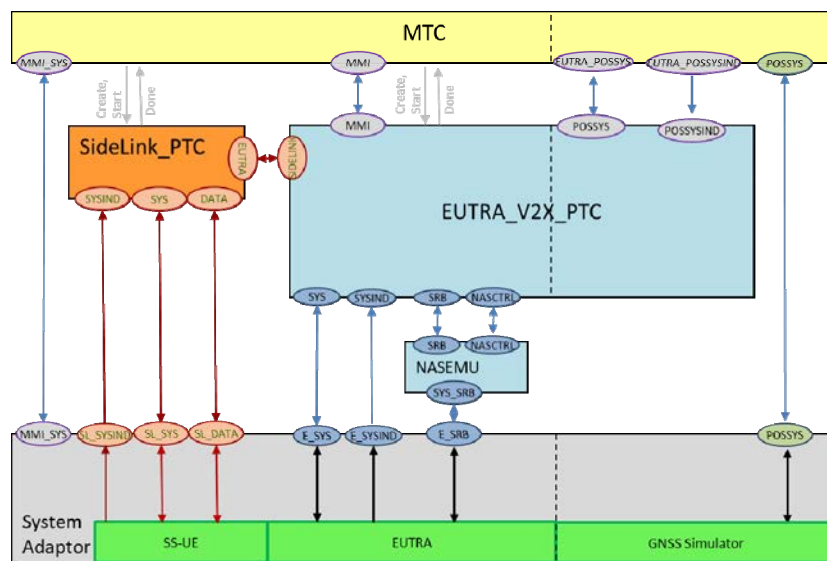 MTC
MMI_SYS
MMI
EUTRA_POSSYS
EUTRA_POSSYSIND
POSSYS
Create,
Start
Done
Create,
Start
Done
MMI
POSSYS
POSSYSIND
SideLink_PTC
EUTRA
SIDELINK
EUTRA_V2X_PTC
SYSIND
SYS
DATA
SYS
SYSIND
SRB
NASCTRL
SRB
NASCTRL
NASEMU
SYS_SRB
MMI_SYS
SL_SYSIND
SL_SYS
SL_DATA
E_SYS
E_SYSIND
E_SRB
POSSYS
System
Adaptor
SS-UE
EUTRA
GNSS Simulator